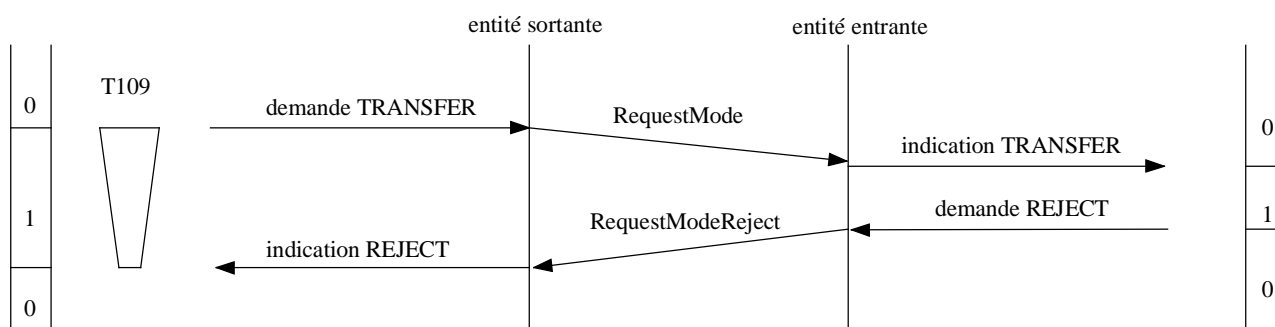 entité sortante
entité entrante
T109
0
demande TRANSFER
RequestMode
0
indication TRANSFER
1
RequestModeReject
demande REJECT
1
indication REJECT
0
0